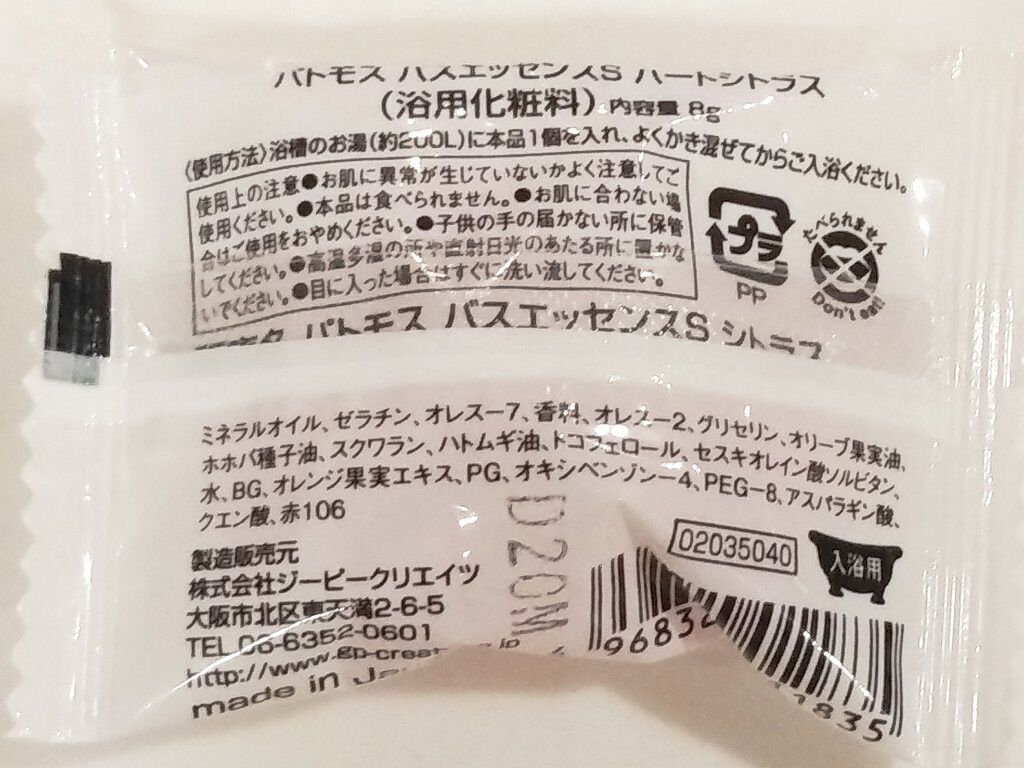 パトモス バスエッセンスS ハートシトラス
(浴用化粧料) 内容量 8g
〈使用方法〉浴槽のお湯(約200L)に本品1個を入れ、よくかき混ぜてからご入浴ください。
使用上の注意●お肌に異常が生じていないかよく注意してご
使用ください。●本品は食べられません。●お肌に合わない場
合はご使用をおやめください。●子供の手の届かない所に保管
してください。●高温多湿の所や直射日光のあたる所に置かな
いでください。●目に入った場合はすぐに洗い流してください。
プラ
PP
たべられません
Don't eat!
パトモス バスエッセンスS シトラス
ミネラルオイル、ゼラチン、オレスー7、香料、オレスー2、グリセリン、オリーブ果実油、
ホホバ種子油、スクワラン、ハトムギ油、トコフェロール、セスキオレイン酸ソルビタン、
水、BG、オレンジ果実エキス、PG、オキシベンゾンー4、PEGー8、アスパラギン酸、
クエン酸、赤106
製造販売元
株式会社ジーピークリエイツ
大阪市北区東天満2-6-5
TEL 06-6352-0601
http://www.gp-crea
made in Ja
D20M
02035040
入浴用
96832
1835